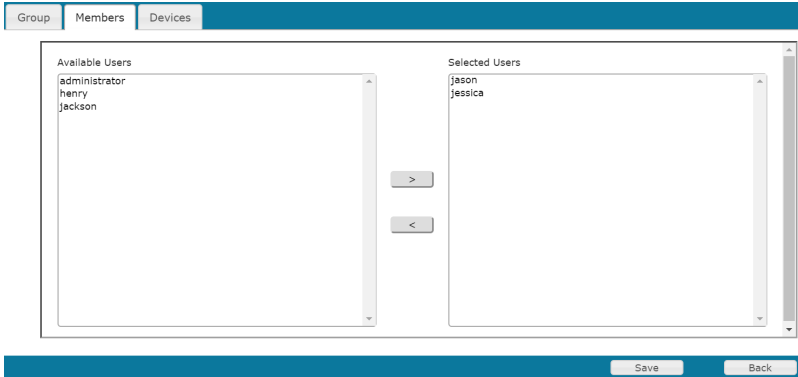 Group Members Devices
Available Users
administrator
henry
jackson
>
<
Selected Users
jason
jessica
Save Back